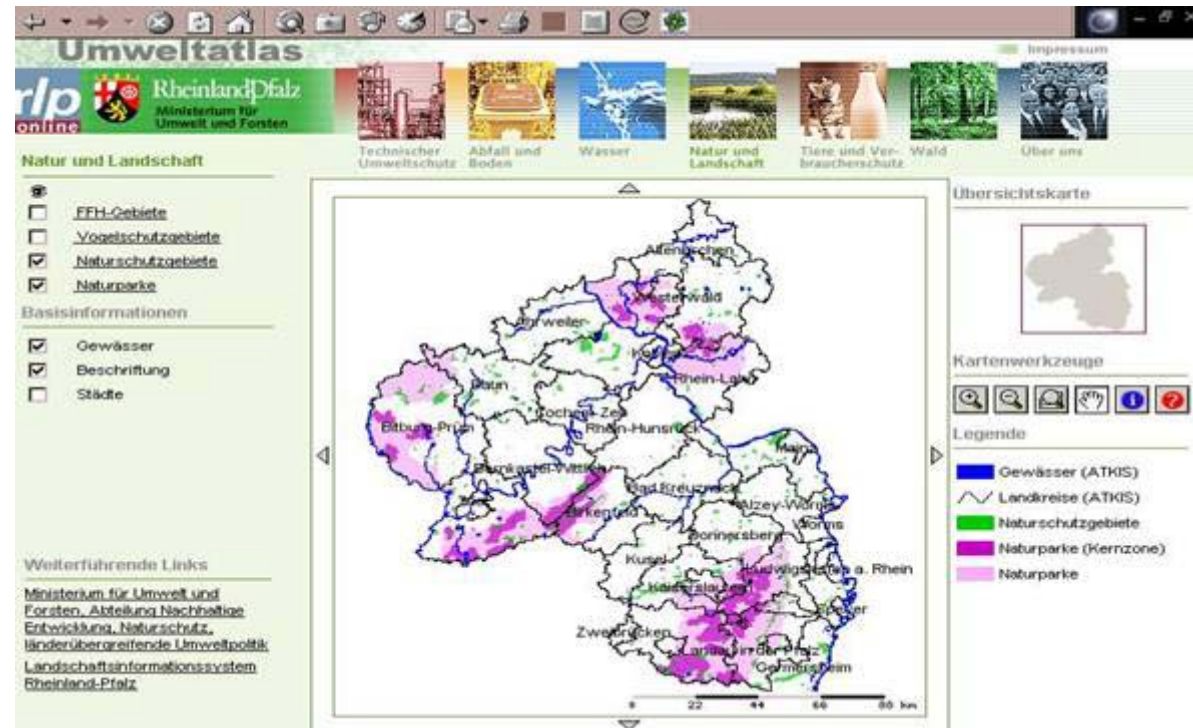 Umweltatlas
Impressum
rlp
online
Rheinland Pfalz
Ministerium für
Umwelt und Forsten
Technischer
Umweltschutz
Abfall und
Boden
Wasser
Natur und
Landschaft
Tiere und Ver-
braucherschutz
Wald
Über uns
Natur und Landschaft
FFH-Gebiete
Vogelschutzgebiete
Naturschutzgebiete
Naturparke
Basisinformationen
Gewässer
Beschriftung
Städte
Weiterführende Links
Ministerium für Umwelt und
Forsten, Abteilung Nachhaltige
Entwicklung, Naturschutz,
länderübergreifende Umweltpolitik
Landschaftsinformationssystem
Rheinland-Pfalz
Altenkirchen
Westerwald
Ahrweiler
Rhein-Lahn
Daun
Cochem-Zell
Bitburg-Prüm
Rhein-Hunsrück
Mainz
Bernkastel-Wittlich
Bad Kreuznach
Birkenfeld
Alzey-Worms
Worms
Donnersberg
Kusel
Ludwigshafen a. Rhein
Kaiserslautern
Speyer
Zweibrücken
Landau in der Pfalz
Germersheim
0 22 44 66 88 km
Übersichtskarte
Kartenwerkzeuge
Legende
Gewässer (ATKIS)
Landkreise (ATKIS)
Naturschutzgebiete
Naturparke (Kernzone)
Naturparke